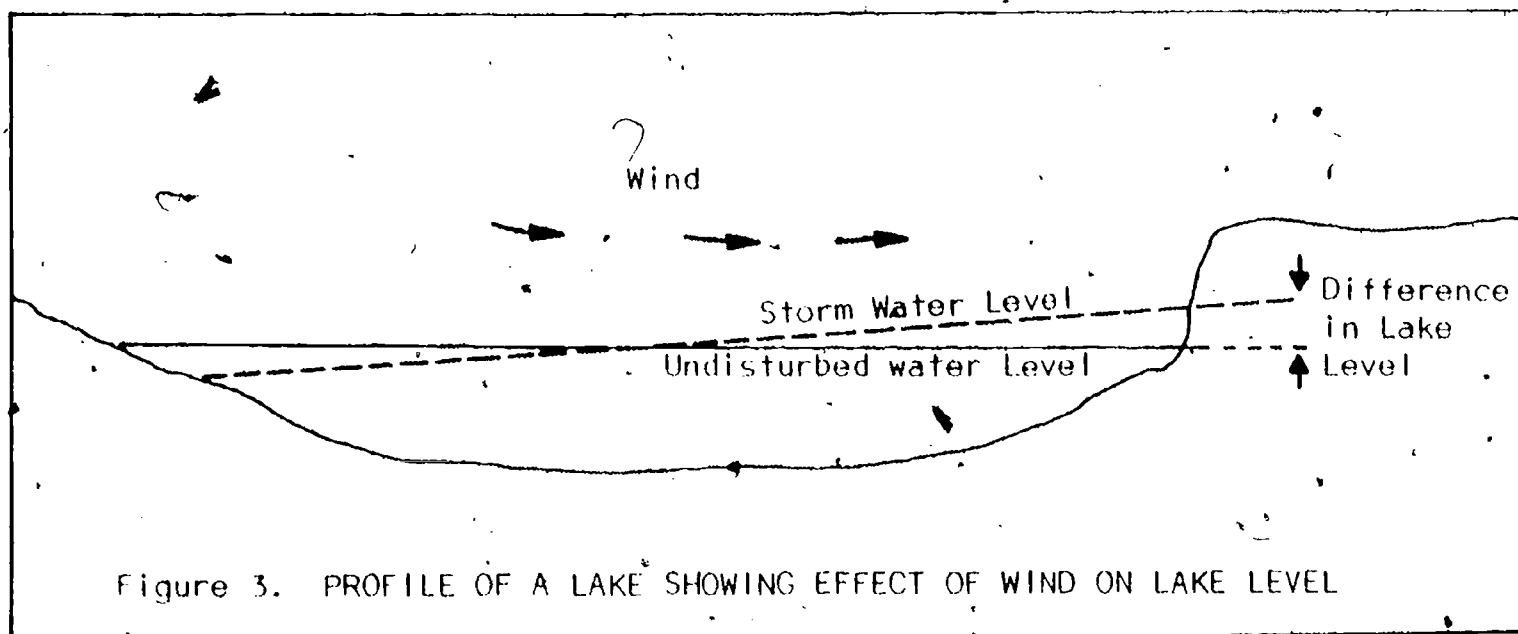 Wind
Storm Water Level
Undisturbed water Level
Difference
in Lake
Level
Figure 3. PROFILE OF A LAKE SHOWING EFFECT OF WIND ON LAKE LEVEL